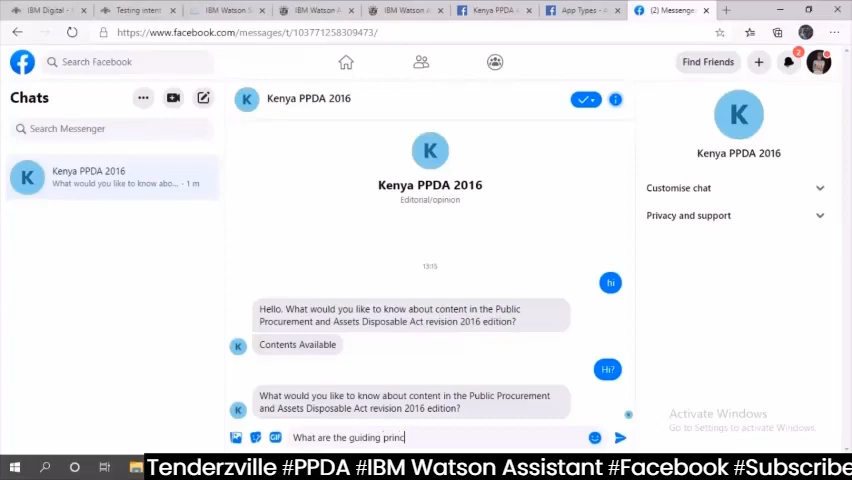 IBM Digital -
Testing intent
IBM Watson S
IBM Watson A
IBM Watson A
Kenya PPDA
App Types - A
(2) Messenger
https://www.facebook.com/messages/t/103771258309473/
Search Facebook
Find Friends
2
Chats
Search Messenger
K
Kenya PPDA 2016
What would you like to know abo... · 1 m
K
Kenya PPDA 2016
K
Kenya PPDA 2016
Editorial/opinion
13:15
hi
Hello. What would you like to know about content in the Public
Procurement and Assets Disposable Act revision 2016 edition?
K
Contents Available
Hi?
K
What would you like to know about content in the Public Procurement
and Assets Disposable Act revision 2016 edition?
GIF
What are the guiding princ
K
Kenya PPDA 2016
Customise chat
Privacy and support
Activate Windows
Go to Settings to activate Windows.
Tenderzville #PPDA #IBM Watson Assistant #Facebook #Subscribe